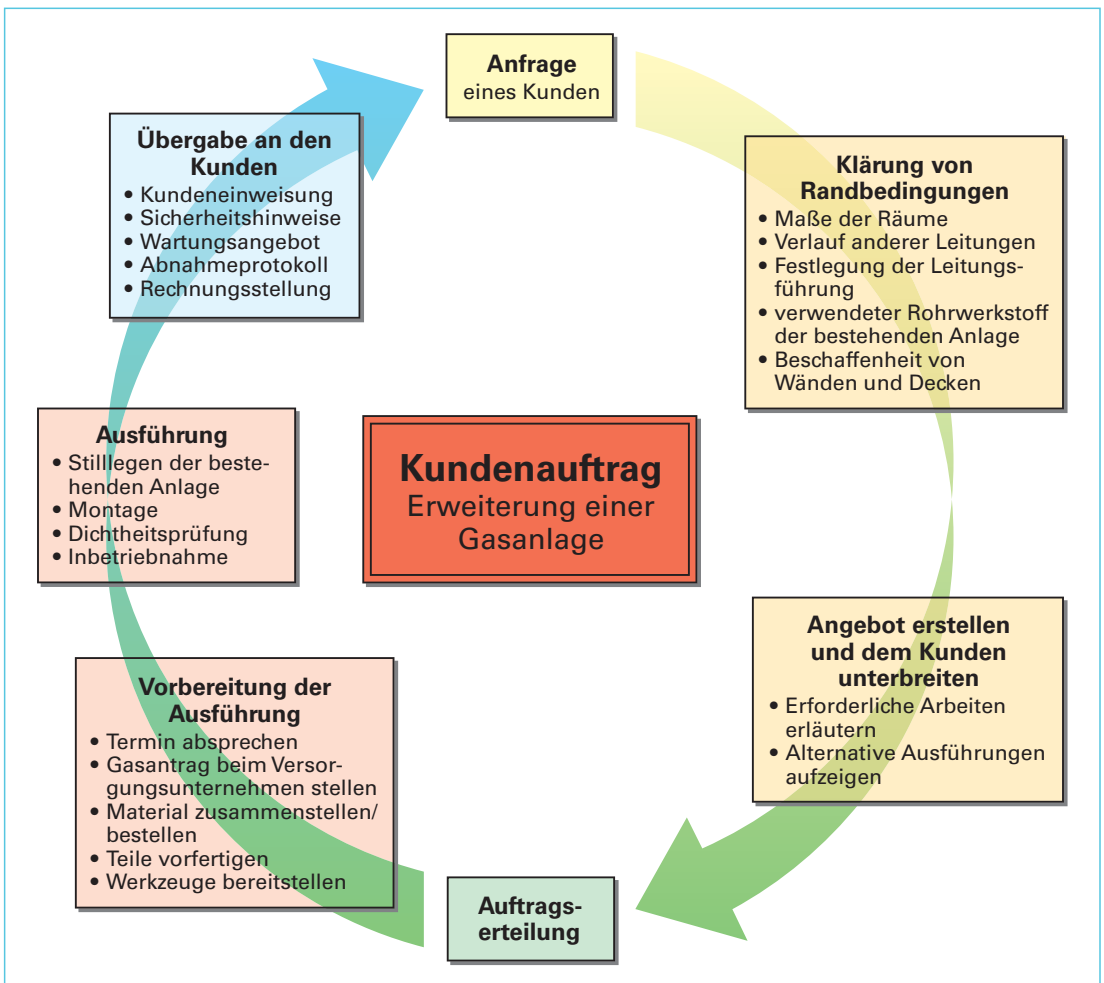 Anfrage
eines Kunden
Klärung von
Randbedingungen
• Maße der Räume
• Verlauf anderer Leitungen
• Festlegung der Leitungs-
führung
• verwendeter Rohrwerkstoff
der bestehenden Anlage
• Beschaffenheit von
Wänden und Decken
Angebot erstellen
und dem Kunden
unterbreiten
• Erforderliche Arbeiten
erläutern
• Alternative Ausführungen
aufzeigen
Auftrags-
erteilung
Vorbereitung der
Ausführung
• Termin absprechen
• Gasantrag beim Versor-
gungsunternehmen stellen
• Material zusammenstellen/
bestellen
• Teile vorfertigen
• Werkzeuge bereitstellen
Ausführung
• Stilllegen der beste-
henden Anlage
• Montage
• Dichtheitsprüfung
• Inbetriebnahme
Übergabe an den
Kunden
• Kundeneinweisung
• Sicherheitshinweise
• Wartungsangebot
• Abnahmeprotokoll
• Rechnungsstellung
Kundenauftrag
Erweiterung einer
Gasanlage